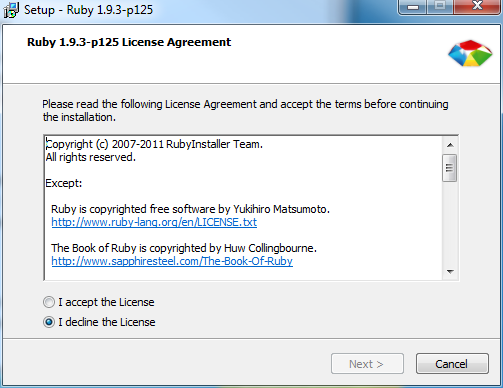 Setup - Ruby 1.9.3-p125
Ruby 1.9.3-p125 License Agreement
Please read the following License Agreement and accept the terms before continuing
the installation.
Copyright (c) 2007-2011 RubyInstaller Team.
All rights reserved.
Except:
Ruby is copyrighted free software by Yukihiro Matsumoto.
http://www.ruby-lang.org/en/LICENSE.txt
The Book of Ruby is copyrighted by Huw Collingbourne.
http://www.sapphiresteel.com/The-Book-Of-Ruby
I accept the License
I decline the License
Next >
Cancel